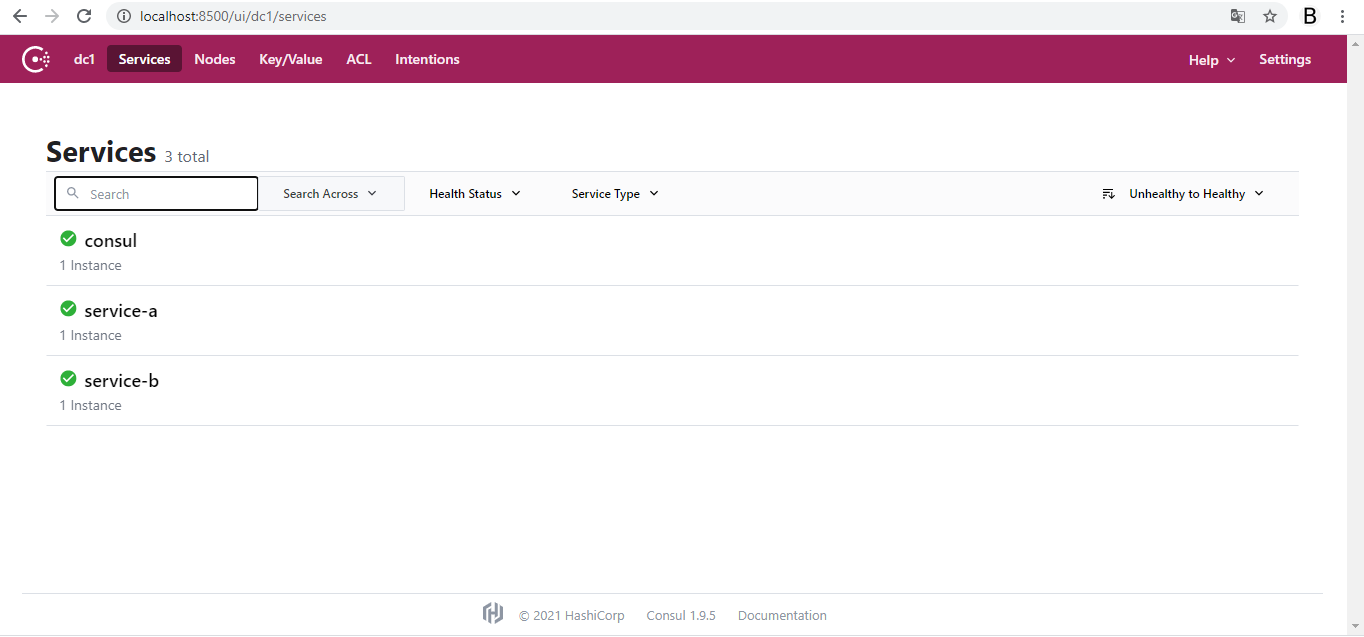 localhost:8500/ui/dc1/services B
dc1 Services Nodes Key/Value ACL Intentions Help Settings
Services 3 total
Search Search Across Health Status Service Type Unhealthy to Healthy
consul
1 Instance
service-a
1 Instance
service-b
1 Instance
© 2021 HashiCorp Consul 1.9.5 Documentation